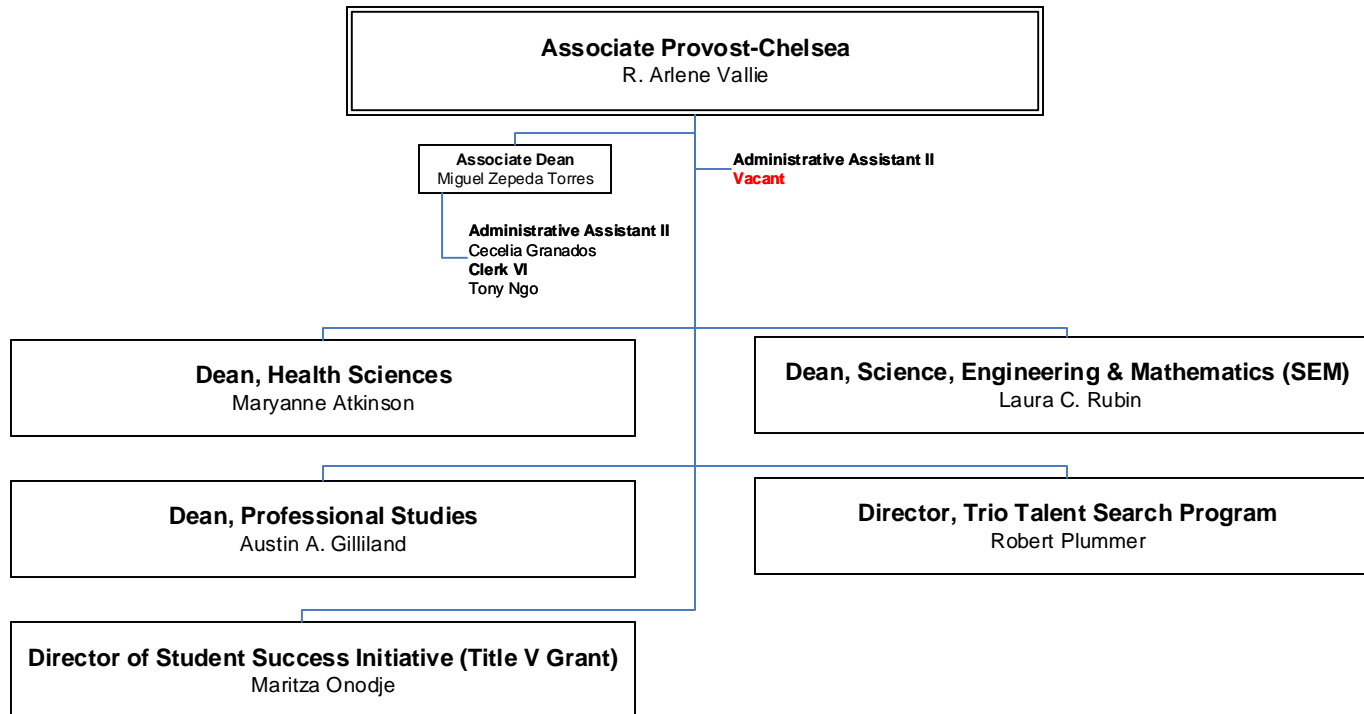 Associate Provost-Chelsea
R. Arlene Vallie
Associate Dean
Miguel Zepeda Torres
Administrative Assistant II
Vacant
Administrative Assistant II
Cecelia Granados
Clerk VI
Tony Ngo
Dean, Health Sciences
Maryanne Atkinson
Dean, Science, Engineering & Mathematics (SEM)
Laura C. Rubin
Dean, Professional Studies
Austin A. Gilliland
Director, Trio Talent Search Program
Robert Plummer
Director of Student Success Initiative (Title V Grant)
Maritza Onodje